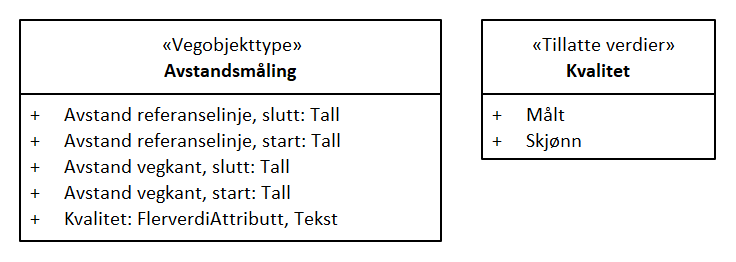 «Vegobjekttype»
Avstandsmåling
+ Avstand referanselinje, slutt: Tall
+ Avstand referanselinje, start: Tall
+ Avstand vegkant, slutt: Tall
+ Avstand vegkant, start: Tall
+ Kvalitet: FlerverdiAttributt, Tekst
«Tillatte verdier»
Kvalitet
+ Målt
+ Skjønn